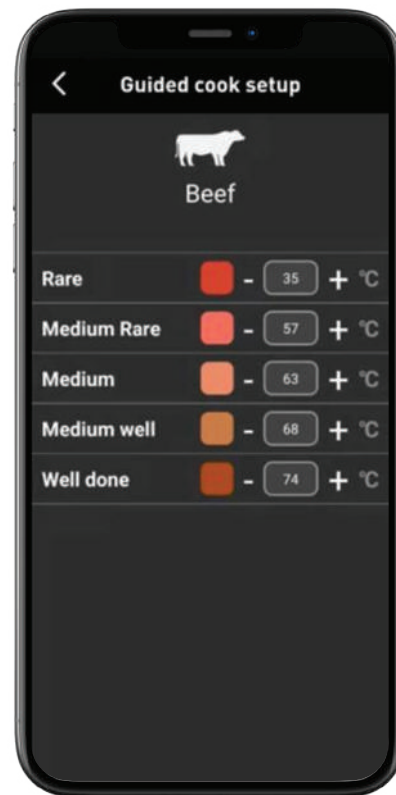 Guided cook setup
Beef
Rare - 35 + °C
Medium Rare - 57 + °C
Medium - 63 + °C
Medium well - 68 + °C
Well done - 74 + °C